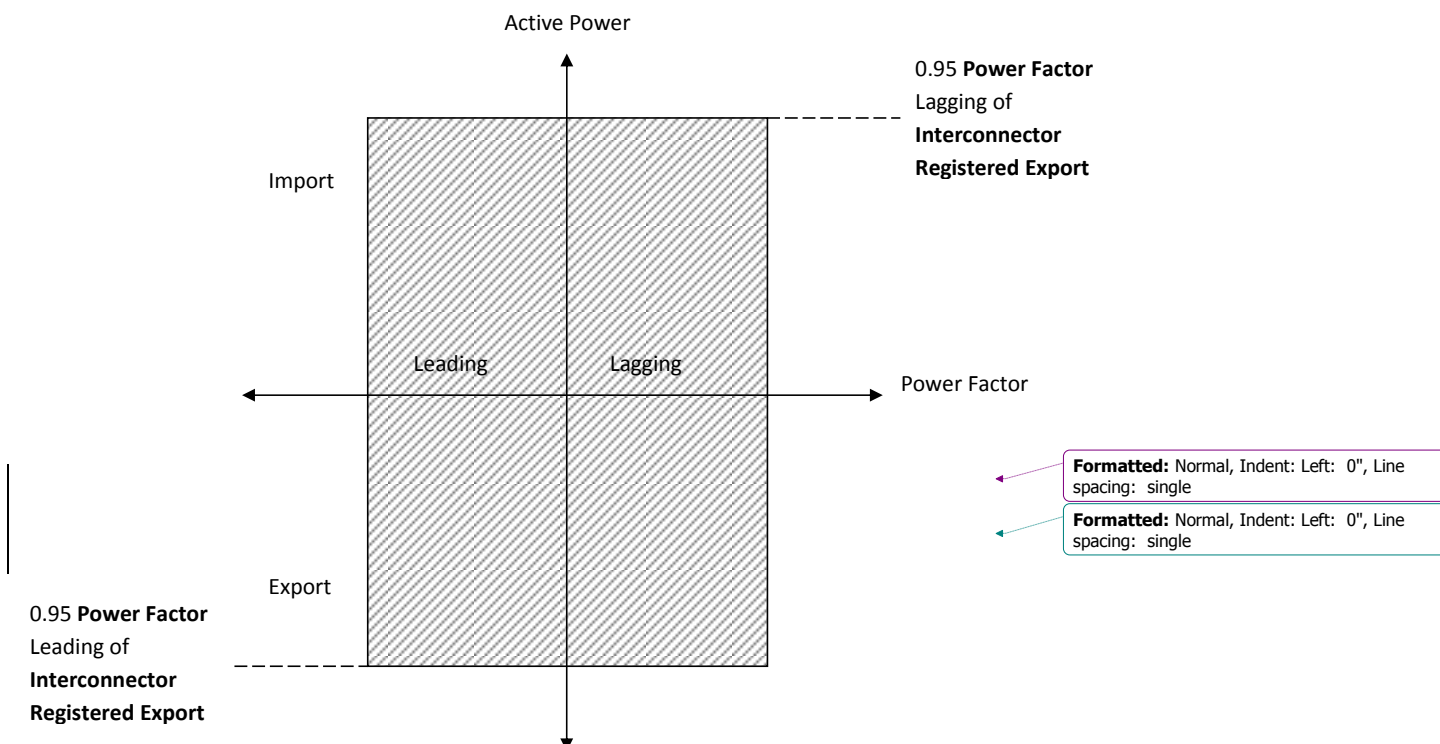 Active Power
0.95 Power Factor
Lagging of
Interconnector
Registered Export
Import
Leading
Lagging
Power Factor
Formatted: Normal, Indent: Left: 0", Line
spacing: single
Formatted: Normal, Indent: Left: 0", Line
spacing: single
Export
0.95 Power Factor
Leading of
Interconnector
Registered Export